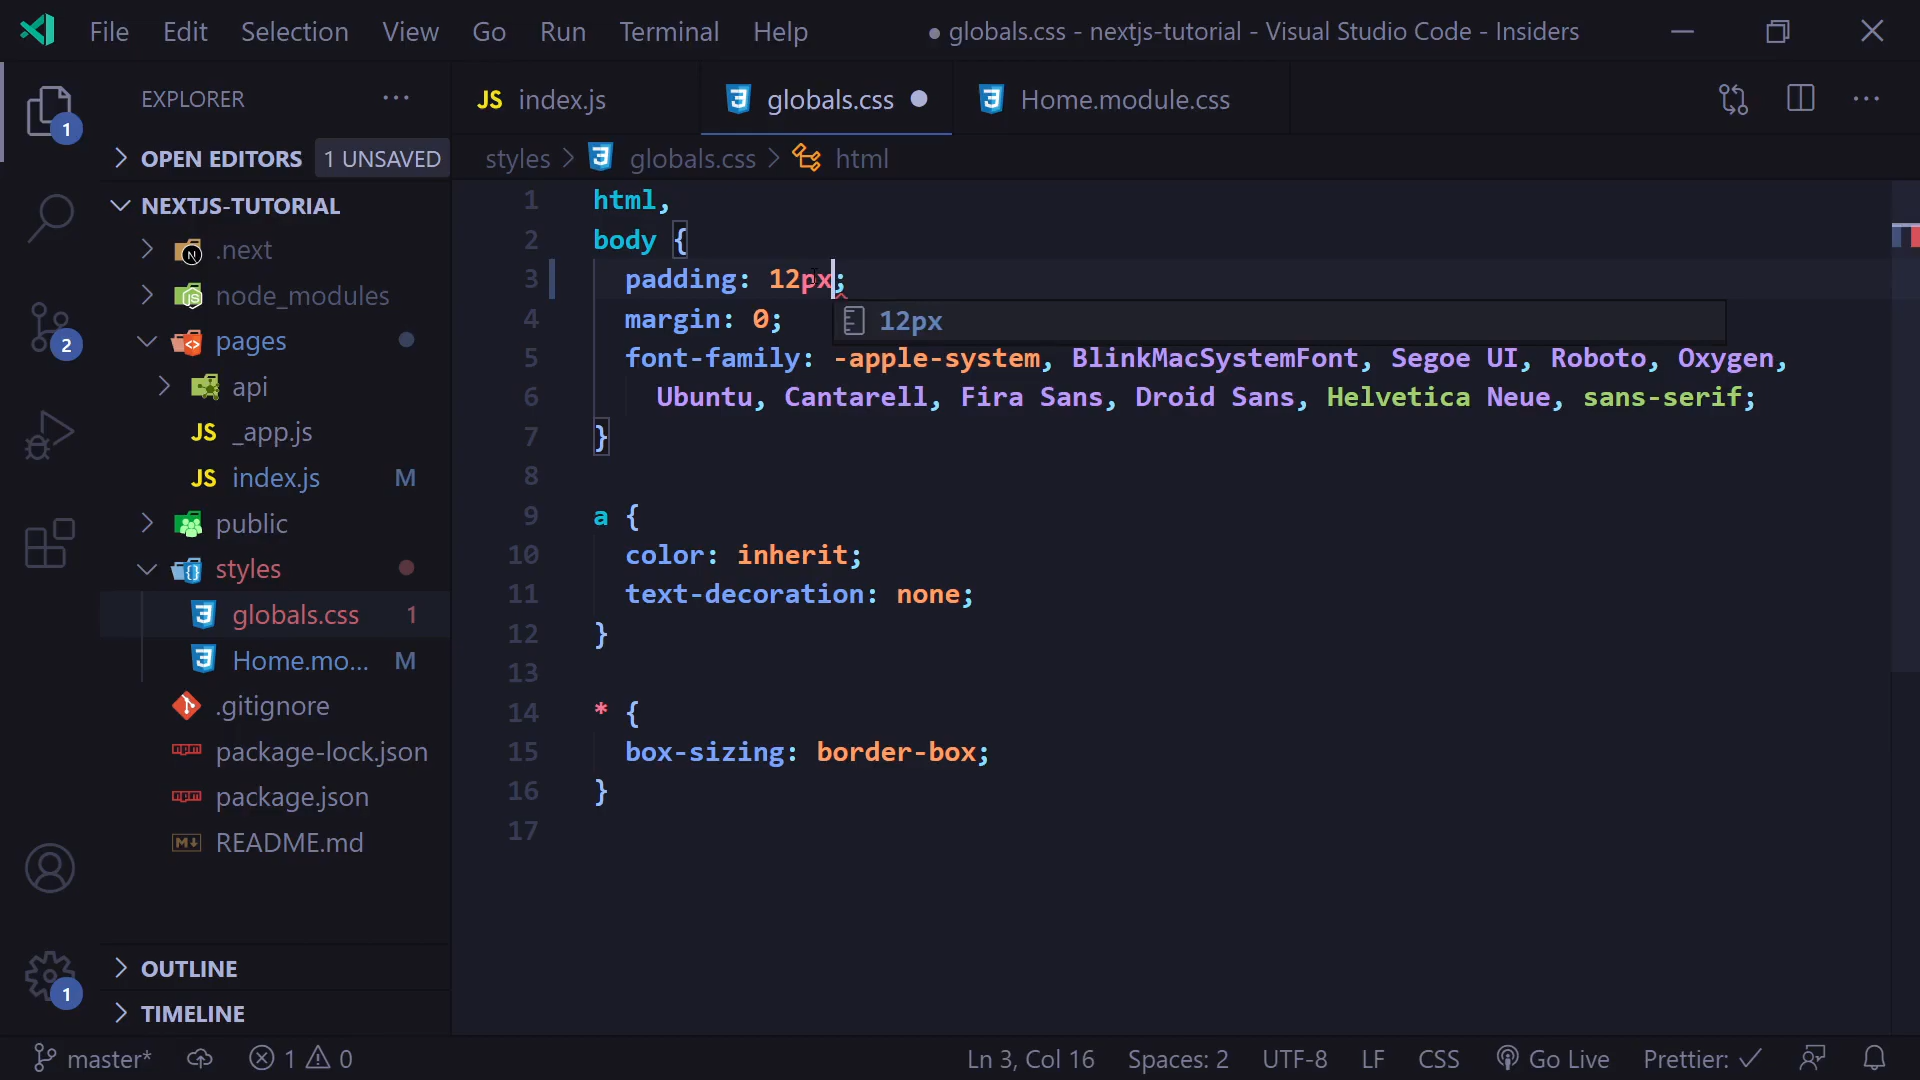 File Edit Selection View Go Run Terminal Help ● globals.css - nextjs-tutorial - Visual Studio Code - Insiders
EXPLORER ···
JS index.js globals.css Home.module.css ···
OPEN EDITORS 1 UNSAVED
styles > globals.css > html
NEXTJS-TUTORIAL
.next
node_modules
pages
api
JS _app.js
JS index.js M
public
styles
globals.css 1
Home.mo... M
.gitignore
package-lock.json
package.json
README.md
OUTLINE
TIMELINE
1
2
1
1 html,
2 body {
3 padding: 12px;
12px
4 margin: 0;
5 font-family: -apple-system, BlinkMacSystemFont, Segoe UI, Roboto, Oxygen,
6 Ubuntu, Cantarell, Fira Sans, Droid Sans, Helvetica Neue, sans-serif;
7 }
8
9 a {
10 color: inherit;
11 text-decoration: none;
12 }
13
14 * {
15 box-sizing: border-box;
16 }
17
master* 1 0 Ln 3, Col 16 Spaces: 2 UTF-8 LF CSS Go Live Prettier: ✓